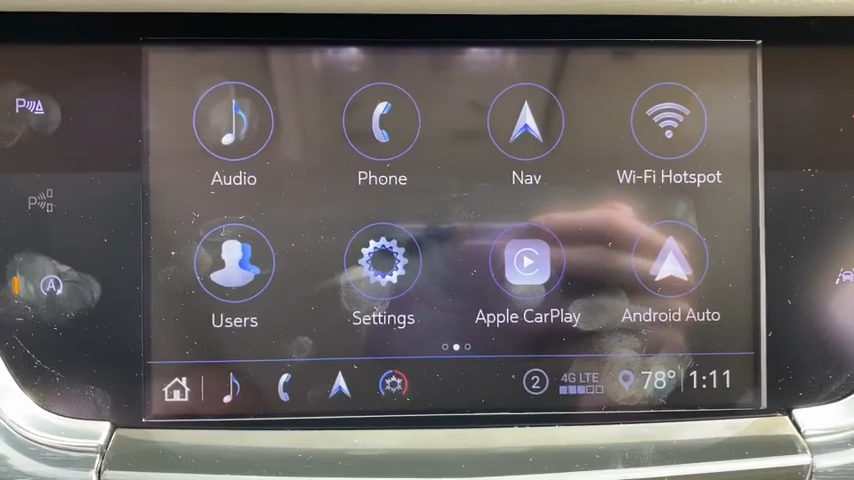 Audio
Phone
Nav
Wi-Fi Hotspot
Users
Settings
Apple CarPlay
Android Auto
2
4G LTE
78°
1:11
P
P
A